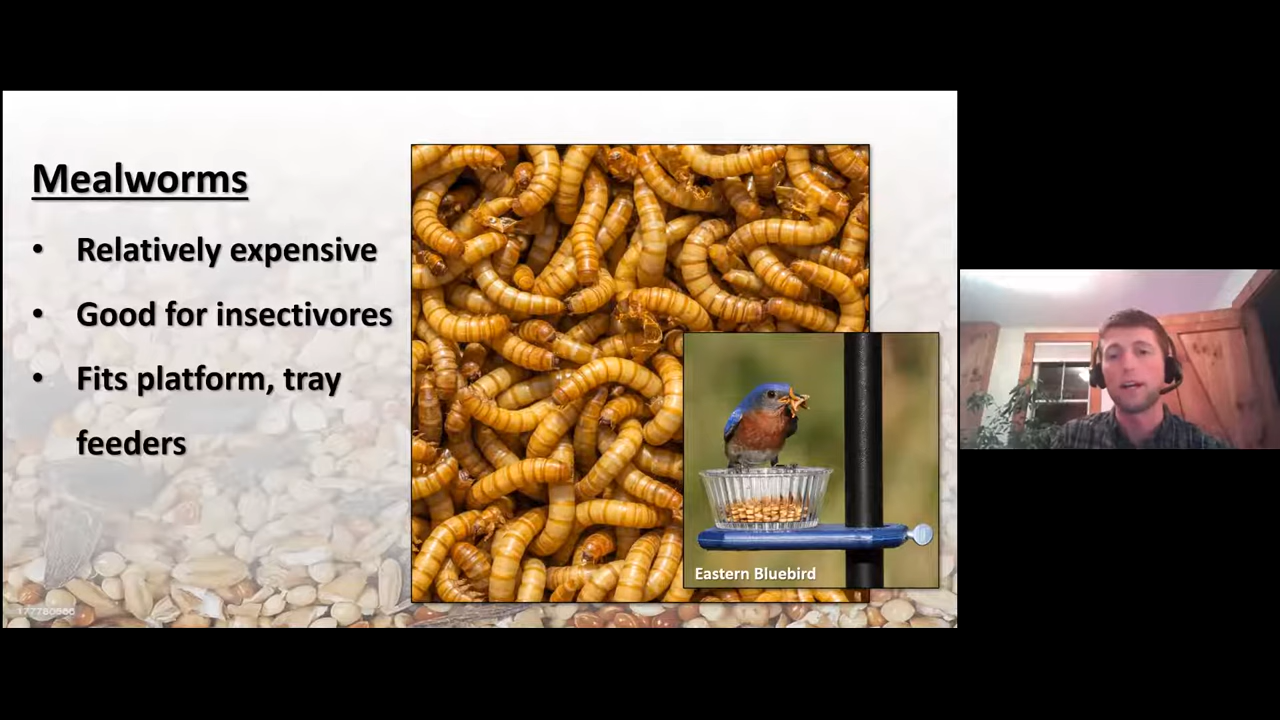 Mealworms
• Relatively expensive
• Good for insectivores
• Fits platform, tray
feeders
Eastern Bluebird